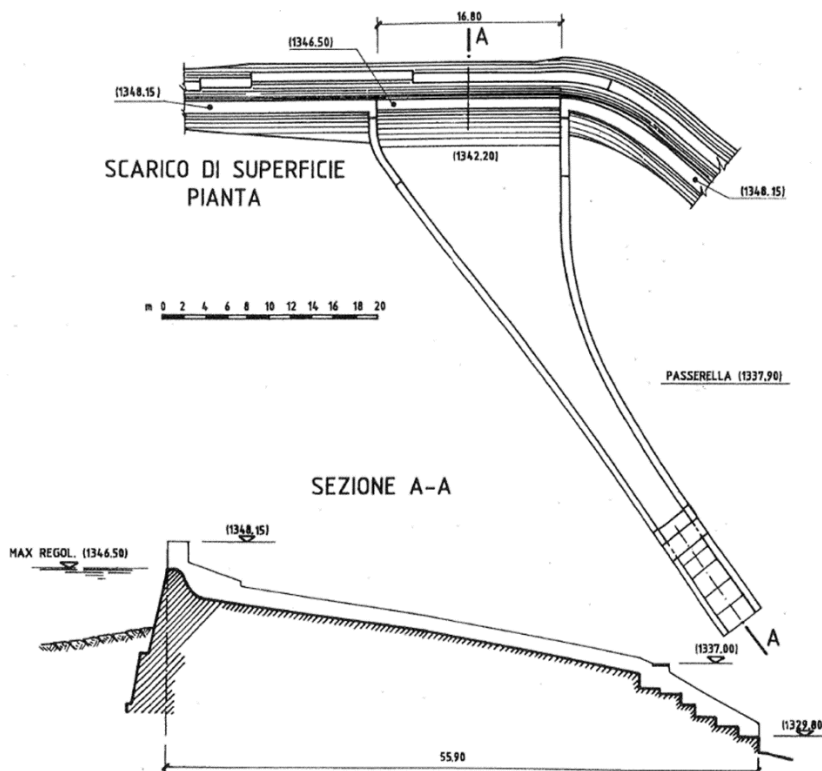 16.80
A
(1346.50)
(1348.15)
(1342.20)
SCARICO DI SUPERFICIE
PIANTA
(1348.15)
m 0 2 4 6 8 10 12 14 16 18 20
PASSERELLA (1337,90)
SEZIONE A-A
(1348,15)
MAX REGOL. (1346.50)
A
(1337.00)
(1329.80)
55.90